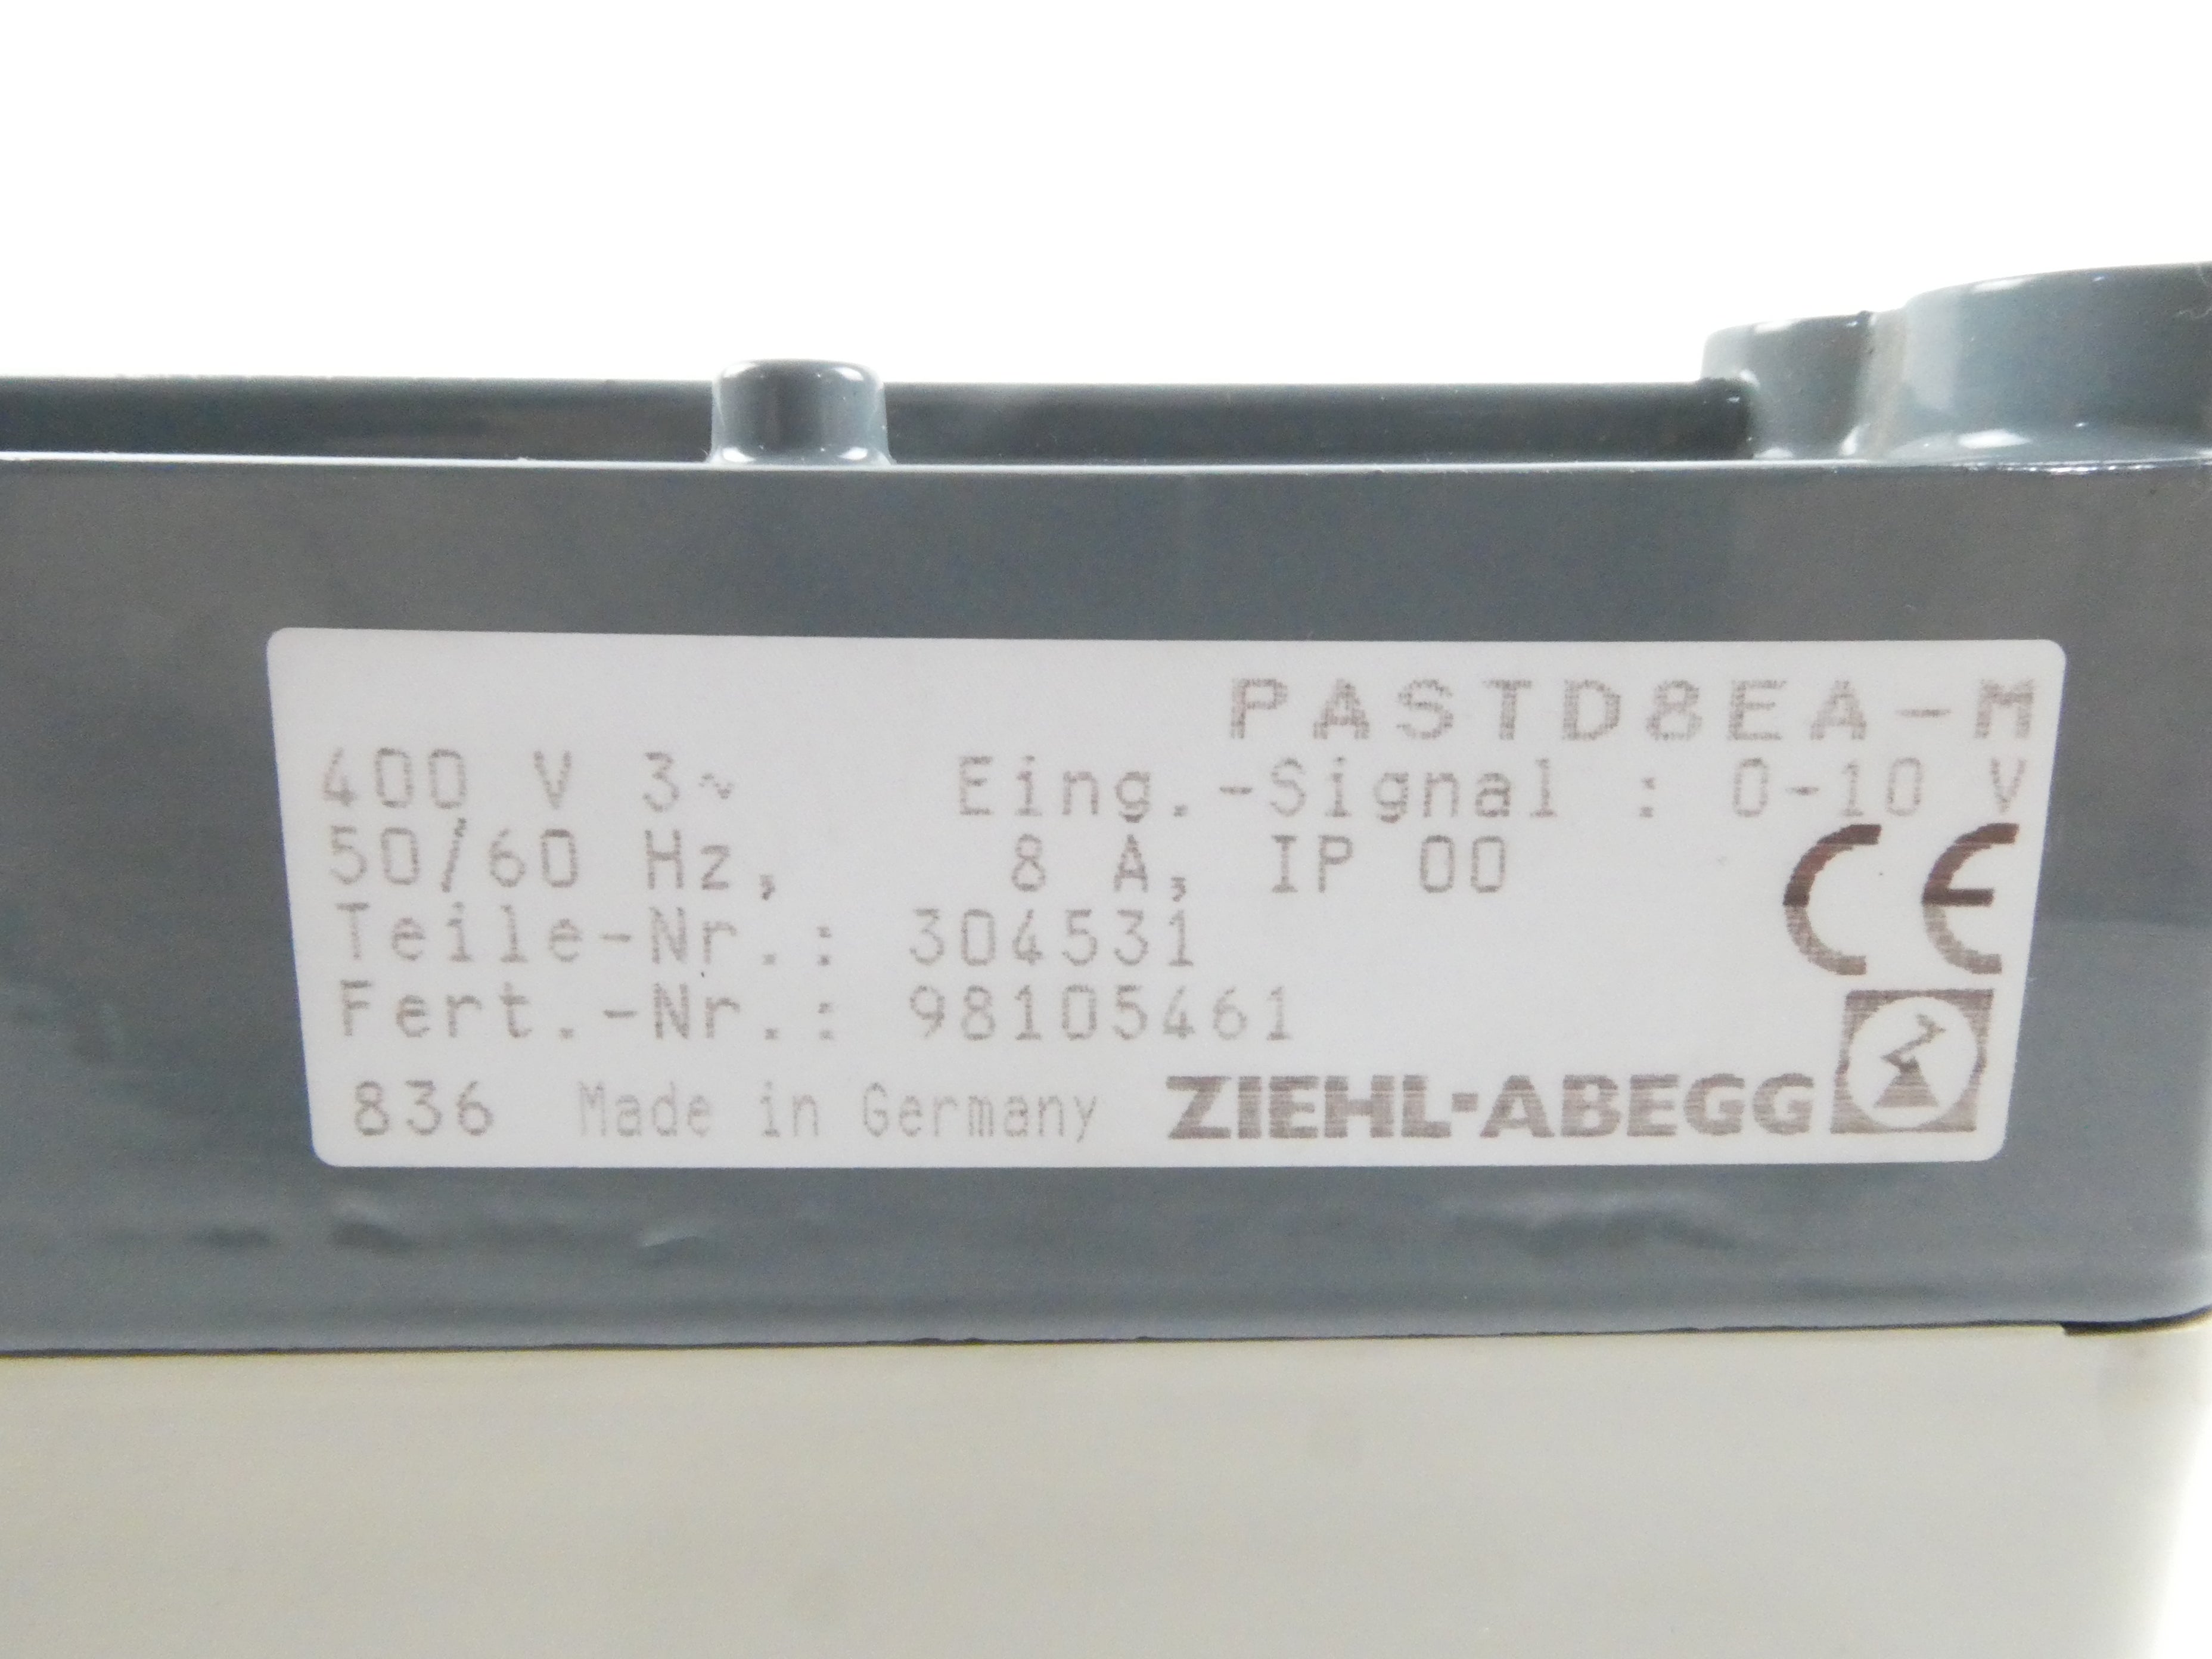 PASTD8EA-M
400 V 3~ Eing.-Signal : 0-10 V
50/60 Hz, 8 A, IP 00
CE
Teile-Nr.: 304531
Fert.-Nr.: 98105461
836 Made in Germany ZIEHL-ABEGG